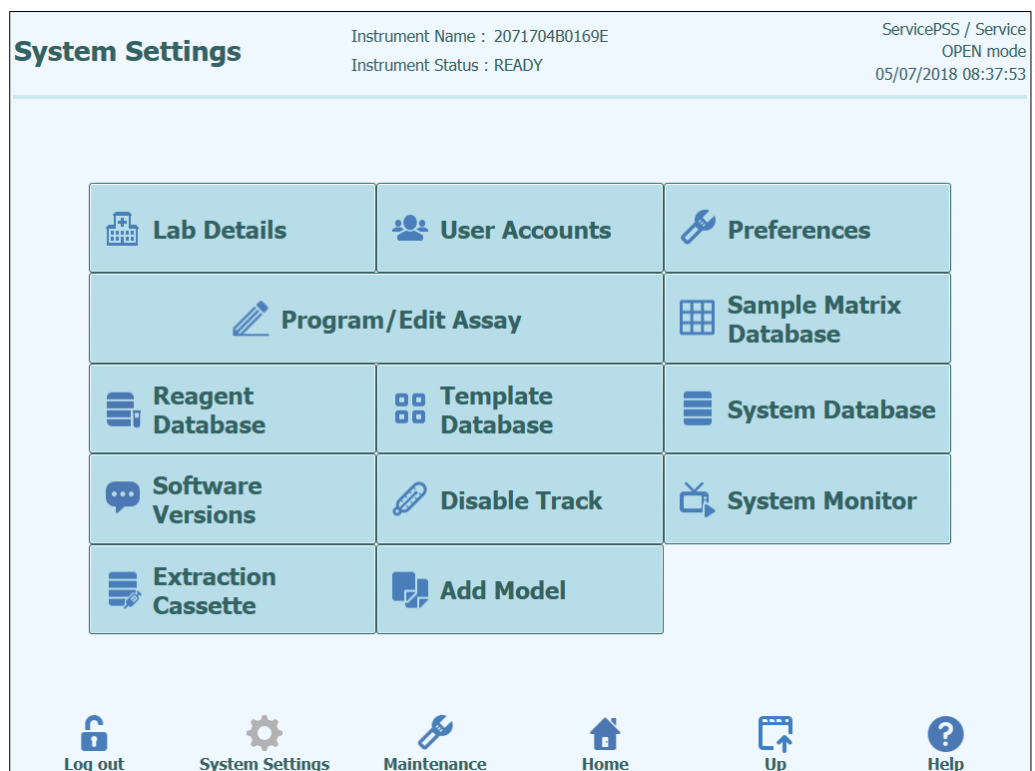 System Settings
Instrument Name : 2071704B0169E
Instrument Status : READY
ServicePSS / Service
OPEN mode
05/07/2018 08:37:53
Lab Details
User Accounts
Preferences
Program/Edit Assay
Sample Matrix
Database
Reagent
Database
Template
Database
System Database
Software
Versions
Disable Track
System Monitor
Extraction
Cassette
Add Model
Log out
System Settings
Maintenance
Home
Up
Help